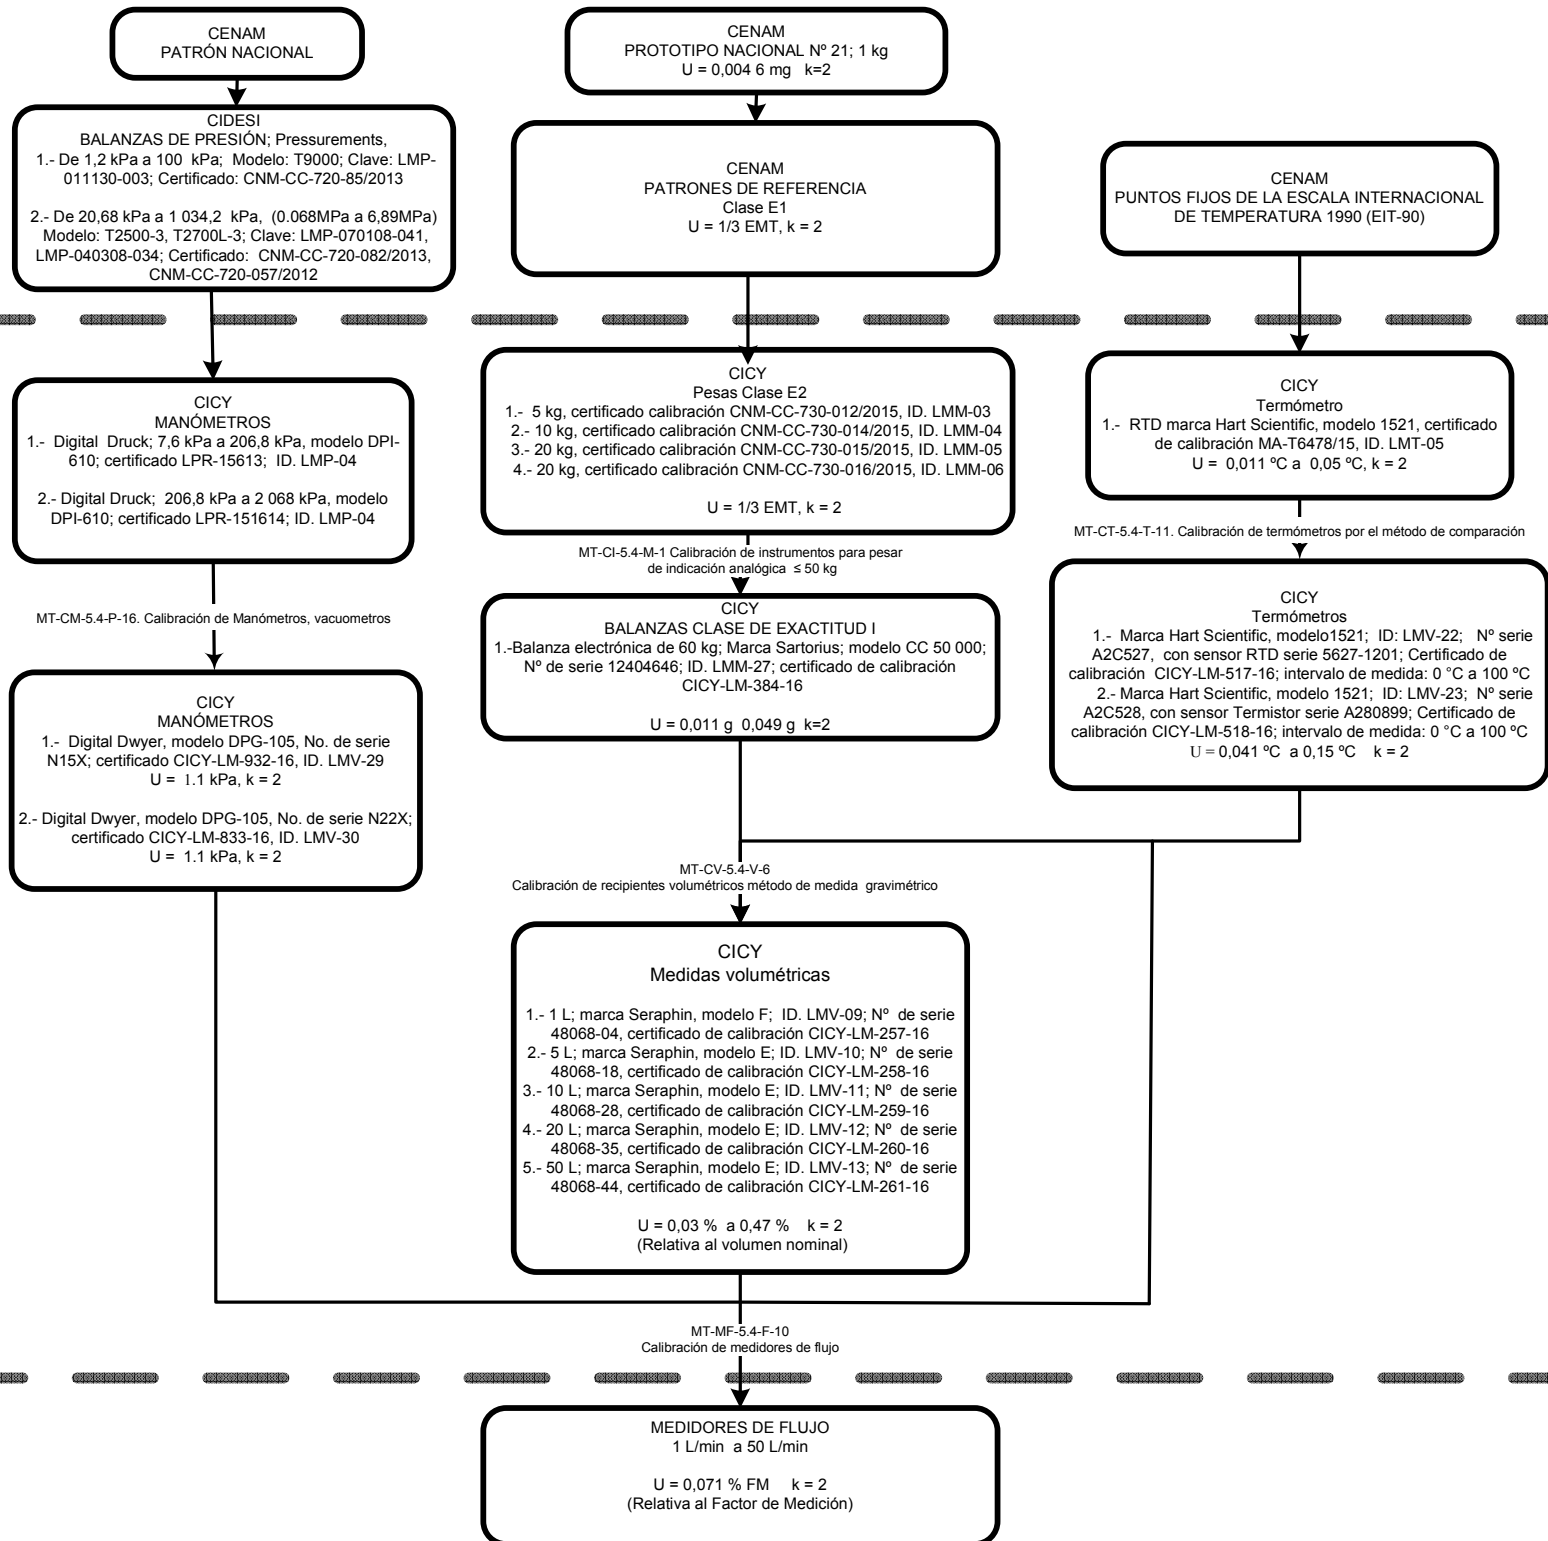 CENAM
PATRÓN NACIONAL
CENAM
PROTOTIPO NACIONAL Nº 21; 1 kg
U = 0,004 6 mg k=2
CIDESI
BALANZAS DE PRESIÓN; Pressurements,
1.- De 1,2 kPa a 100 kPa; Modelo: T9000; Clave: LMP-
011130-003; Certificado: CNM-CC-720-85/2013
2.- De 20,68 kPa a 1 034,2 kPa, (0.068MPa a 6,89MPa)
Modelo: T2500-3, T2700L-3; Clave: LMP-070108-041,
LMP-040308-034; Certificado: CNM-CC-720-082/2013,
CNM-CC-720-057/2012
CENAM
PATRONES DE REFERENCIA
Clase E1
U = 1/3 EMT, k = 2
CENAM
PUNTOS FIJOS DE LA ESCALA INTERNACIONAL
DE TEMPERATURA 1990 (EIT-90)
CICY
MANÓMETROS
1.- Digital Druck; 7,6 kPa a 206,8 kPa, modelo DPI-
610; certificado LPR-15613; ID. LMP-04
2.- Digital Druck; 206,8 kPa a 2 068 kPa, modelo
DPI-610; certificado LPR-151614; ID. LMP-04
CICY
Pesas Clase E2
1.- 5 kg, certificado calibración CNM-CC-730-012/2015, ID. LMM-03
2.- 10 kg, certificado calibración CNM-CC-730-014/2015, ID. LMM-04
3.- 20 kg, certificado calibración CNM-CC-730-015/2015, ID. LMM-05
4.- 20 kg, certificado calibración CNM-CC-730-016/2015, ID. LMM-06
U = 1/3 EMT, k = 2
CICY
Termómetro
1.- RTD marca Hart Scientific, modelo 1521, certificado
de calibración MA-T6478/15, ID. LMT-05
U = 0,011 ºC a 0,05 ºC, k = 2
MT-CT-5.4-T-11. Calibración de termómetros por el método de comparación
MT-CI-5.4-M-1 Calibración de instrumentos para pesar
de indicación analógica ≤ 50 kg
MT-CM-5.4-P-16. Calibración de Manómetros, vacuometros
CICY
BALANZAS CLASE DE EXACTITUD I
1.-Balanza electrónica de 60 kg; Marca Sartorius; modelo CC 50 000;
Nº de serie 12404646; ID. LMM-27; certificado de calibración
CICY-LM-384-16
U = 0,011 g 0,049 g k=2
CICY
Termómetros
1.- Marca Hart Scientific, modelo1521; ID: LMV-22; Nº serie
A2C527, con sensor RTD serie 5627-1201; Certificado de
calibración CICY-LM-517-16; intervalo de medida: 0 °C a 100 ºC
2.- Marca Hart Scientific, modelo 1521; ID: LMV-23; Nº serie
A2C528, con sensor Termistor serie A280899; Certificado de
calibración CICY-LM-518-16; intervalo de medida: 0 °C a 100 ºC
U = 0,041 ºC a 0,15 ºC k = 2
CICY
MANÓMETROS
1.- Digital Dwyer, modelo DPG-105, No. de serie
N15X; certificado CICY-LM-932-16, ID. LMV-29
U = 1.1 kPa, k = 2
2.- Digital Dwyer, modelo DPG-105, No. de serie N22X;
certificado CICY-LM-833-16, ID. LMV-30
U = 1.1 kPa, k = 2
MT-CV-5.4-V-6
Calibración de recipientes volumétricos método de medida gravimétrico
CICY
Medidas volumétricas
1.- 1 L; marca Seraphin, modelo F; ID. LMV-09; Nº de serie
48068-04, certificado de calibración CICY-LM-257-16
2.- 5 L; marca Seraphin, modelo E; ID. LMV-10; Nº de serie
48068-18, certificado de calibración CICY-LM-258-16
3.- 10 L; marca Seraphin, modelo E; ID. LMV-11; Nº de serie
48068-28, certificado de calibración CICY-LM-259-16
4.- 20 L; marca Seraphin, modelo E; ID. LMV-12; Nº de serie
48068-35, certificado de calibración CICY-LM-260-16
5.- 50 L; marca Seraphin, modelo E; ID. LMV-13; Nº de serie
48068-44, certificado de calibración CICY-LM-261-16
U = 0,03 % a 0,47 % k = 2
(Relativa al volumen nominal)
MT-MF-5.4-F-10
Calibración de medidores de flujo
MEDIDORES DE FLUJO
1 L/min a 50 L/min
U = 0,071 % FM k = 2
(Relativa al Factor de Medición)